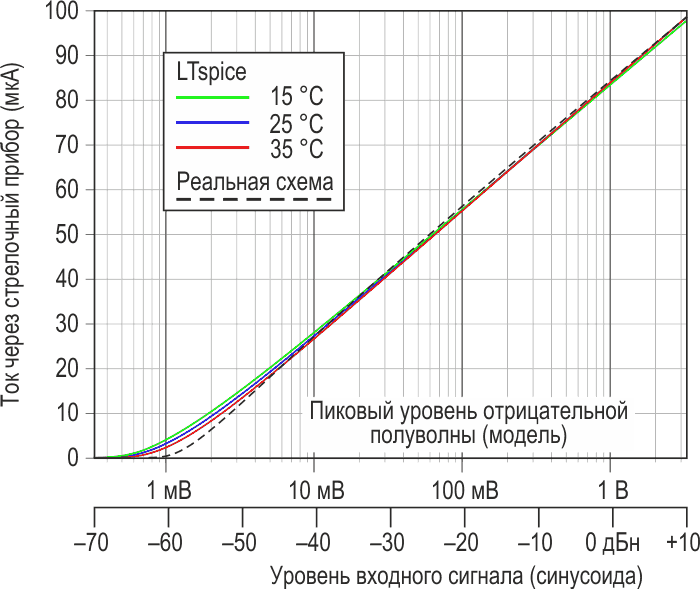 Ток через стрелочный прибор (мкА)
100
90
80
70
60
50
40
30
20
10
0
LTspice
15 °C
25 °C
35 °C
Реальная схема
Пиковый уровень отрицательной
полуволны (модель)
1 мВ 10 мВ 100 мВ 1 В
–70 –60 –50 –40 –30 –20 –10 0 дБн +10
Уровень входного сигнала (синусоида)